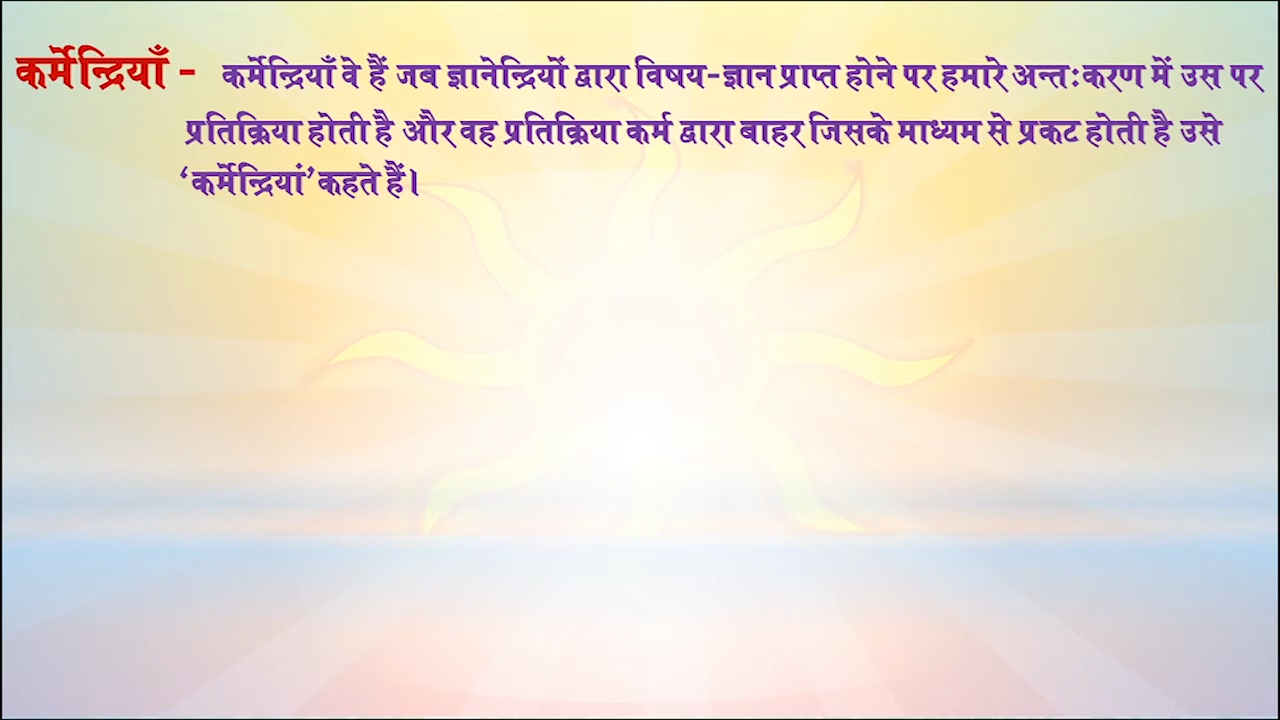 कर्मेन्द्रियाँ - कर्मेन्द्रियाँ वे हैं जब ज्ञानेन्द्रियों द्वारा विषय-ज्ञान प्राप्त होने पर हमारे अन्तःकरण में उस पर
प्रतिक्रिया होती है और वह प्रतिक्रिया कर्म द्वारा बाहर जिसके माध्यम से प्रकट होती है उसे
‘कर्मेन्द्रियां’ कहते हैं।